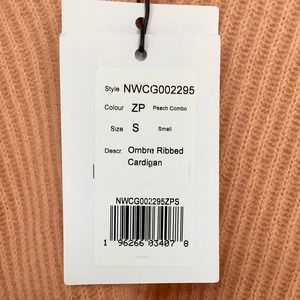 Style NWCG002295
Colour ZP Peach Combo
Size S Small
Descr. Ombre Ribbed
Cardigan
NWCG002295ZPS
1 96266 03407 8